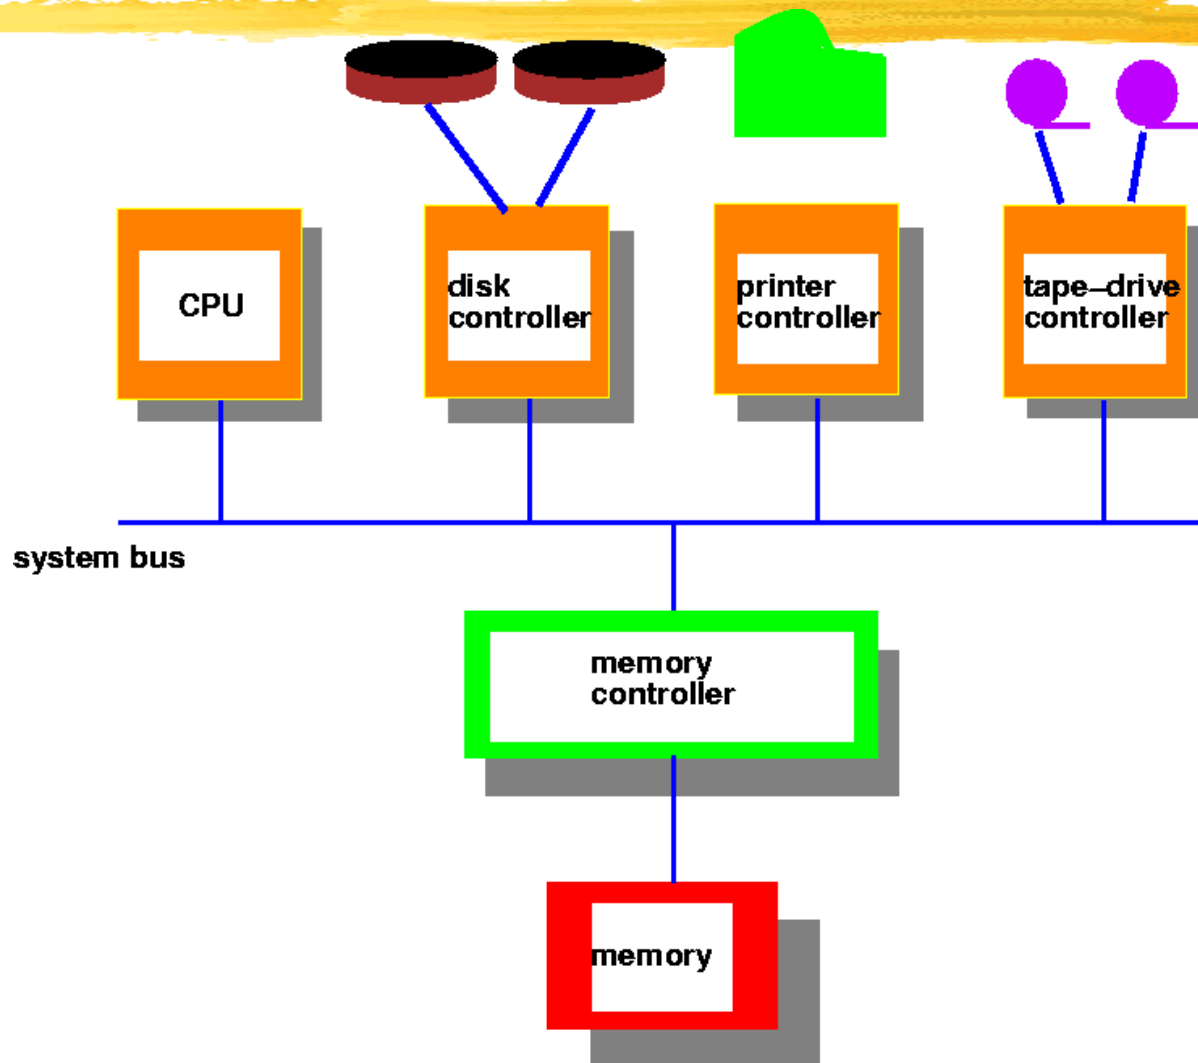 CPU
disk
controller
printer
controller
tape–drive
controller
system bus
memory
controller
memory